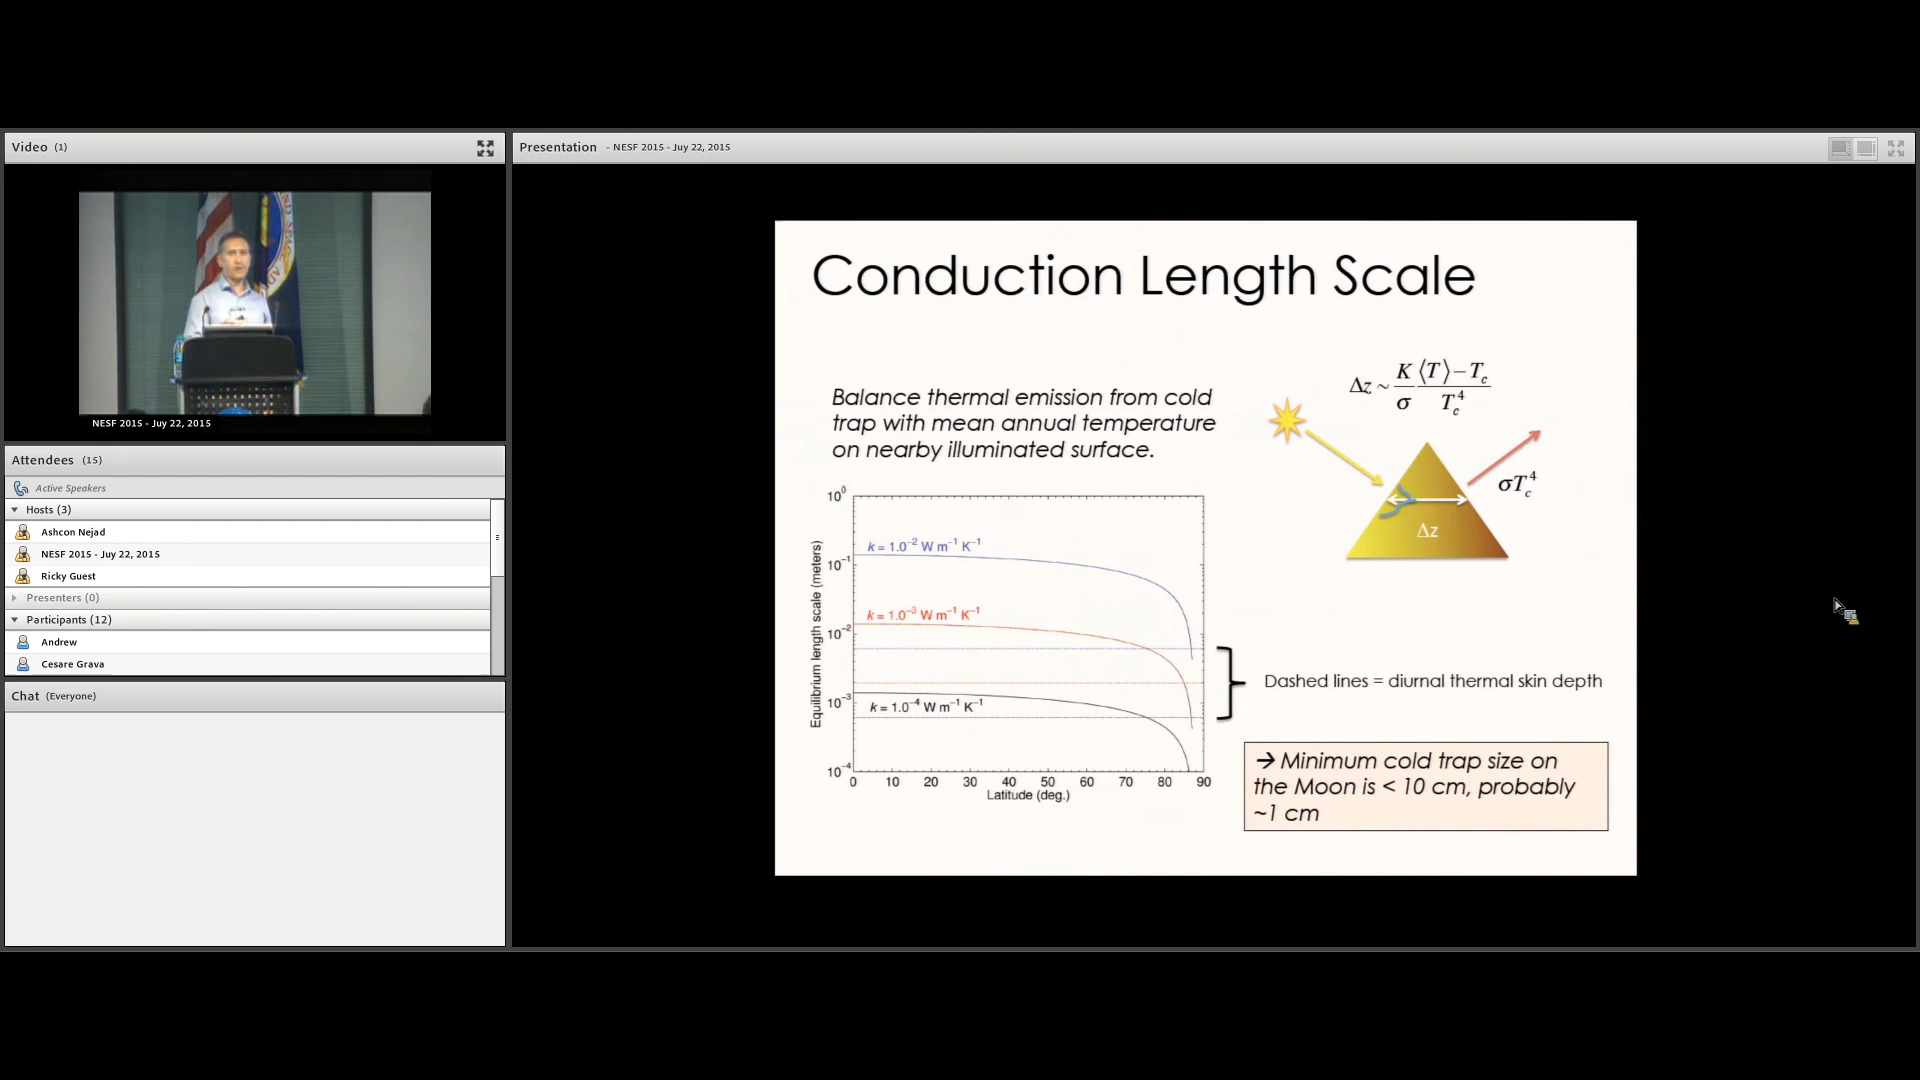 Video (1)
NESF 2015 - Juy 22, 2015
Attendees (15)
Active Speakers
Hosts (3)
Ashcon Nejad
NESF 2015 - Juy 22, 2015
Ricky Guest
Presenters (0)
Participants (12)
Andrew
Cesare Grava
Chat (Everyone)
Presentation - NESF 2015 - Juy 22, 2015
Conduction Length Scale
Balance thermal emission from cold
trap with mean annual temperature
on nearby illuminated surface.
Δz ~ K/σ (⟨T⟩ − T_c)/T_c^4
σT_c^4
Δz
10^0
10^-1
10^-2
10^-3
10^-4
Equilibrium length scale (meters)
k = 1.0^-2 W m^-1 K^-1
k = 1.0^-3 W m^-1 K^-1
k = 1.0^-4 W m^-1 K^-1
0 10 20 30 40 50 60 70 80 90
Latitude (deg.)
Dashed lines = diurnal thermal skin depth
→ Minimum cold trap size on
the Moon is < 10 cm, probably
~1 cm